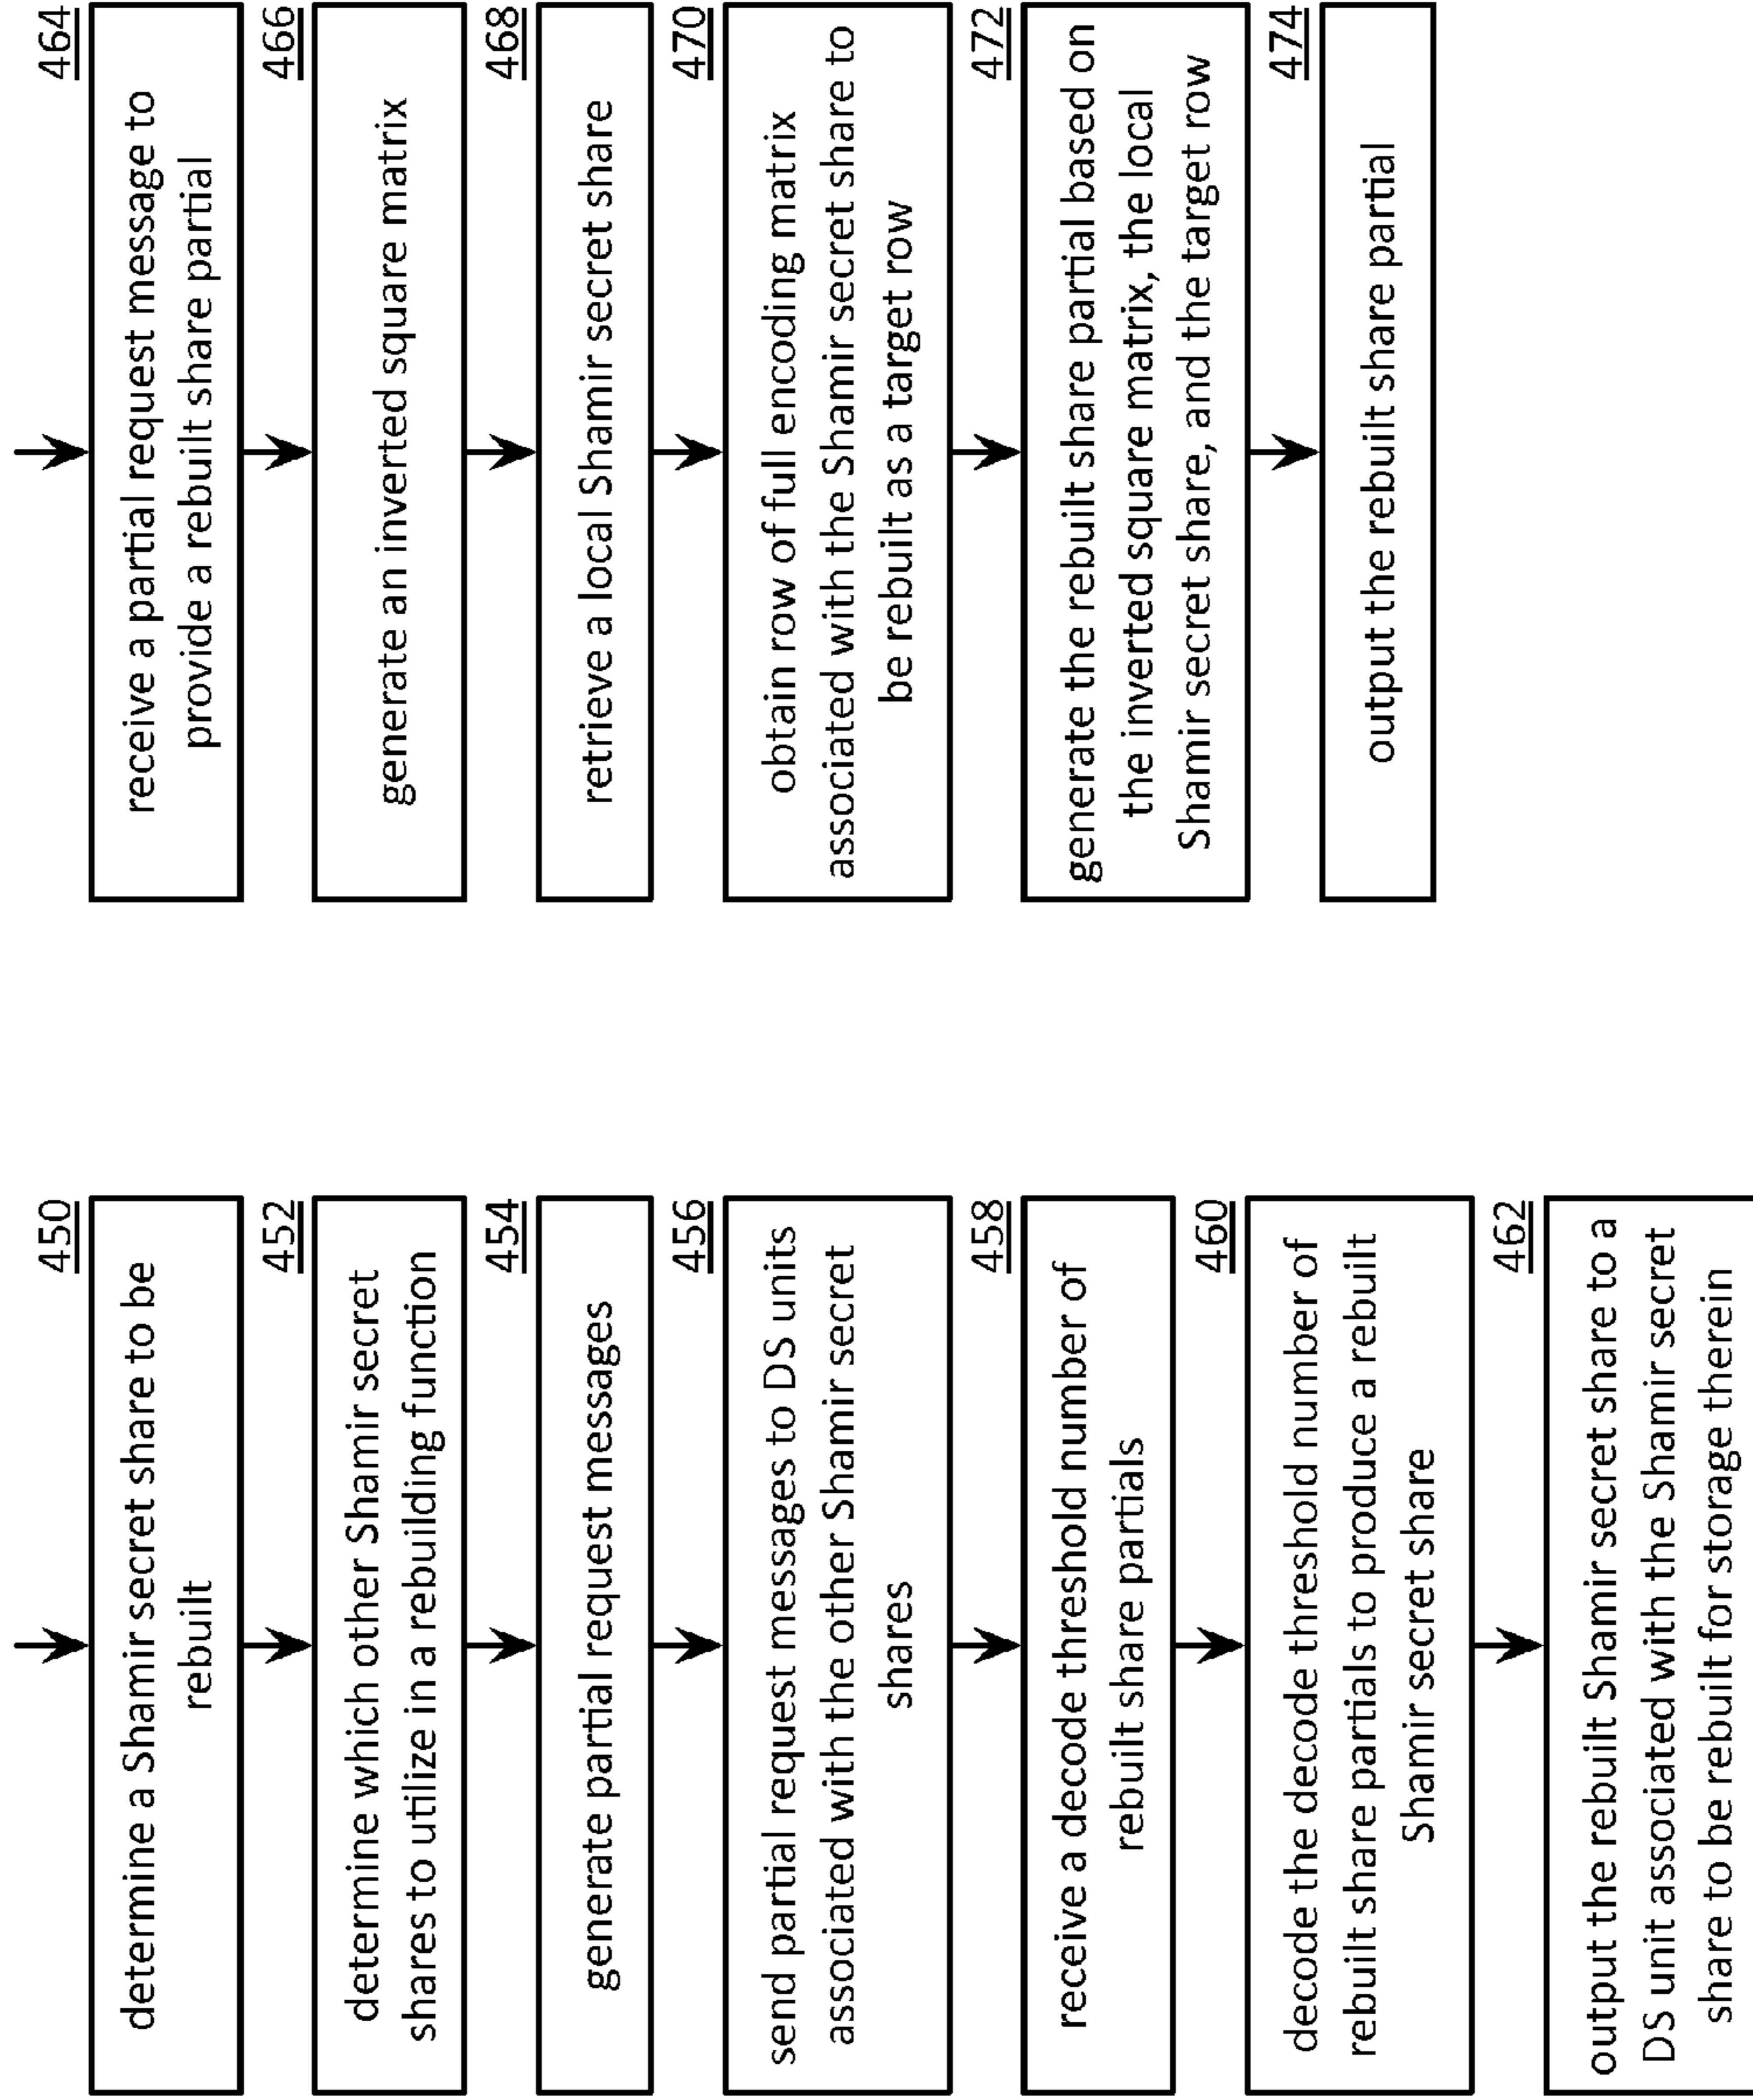 450
determine a Shamir secret share to be
rebuilt
452
determine which other Shamir secret
shares to utilize in a rebuilding function
454
generate partial request messages
456
send partial request messages to DS units
associated with the other Shamir secret
shares
458
receive a decode threshold number of
rebuilt share partials
460
decode the decode threshold number of
rebuilt share partials to produce a rebuilt
Shamir secret share
462
output the rebuilt Shamir secret share to a
DS unit associated with the Shamir secret
share to be rebuilt for storage therein
464
receive a partial request message to
provide a rebuilt share partial
466
generate an inverted square matrix
468
retrieve a local Shamir secret share
470
obtain row of full encoding matrix
associated with the Shamir secret share to
be rebuilt as a target row
472
generate the rebuilt share partial based on
the inverted square matrix, the local
Shamir secret share, and the target row
474
output the rebuilt share partial